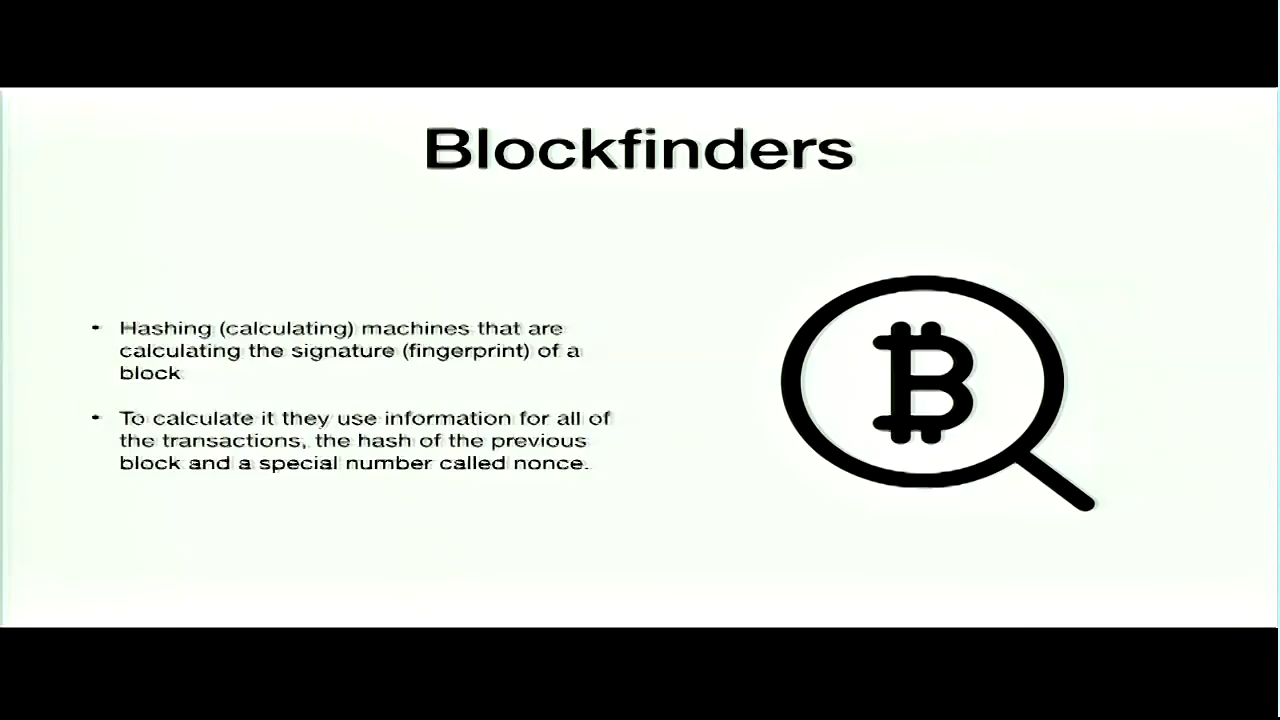 Blockfinders
• Hashing (calculating) machines that are
calculating the signature (fingerprint) of a
block
• To calculate it they use information for all of
the transactions, the hash of the previous
block and a special number called nonce.